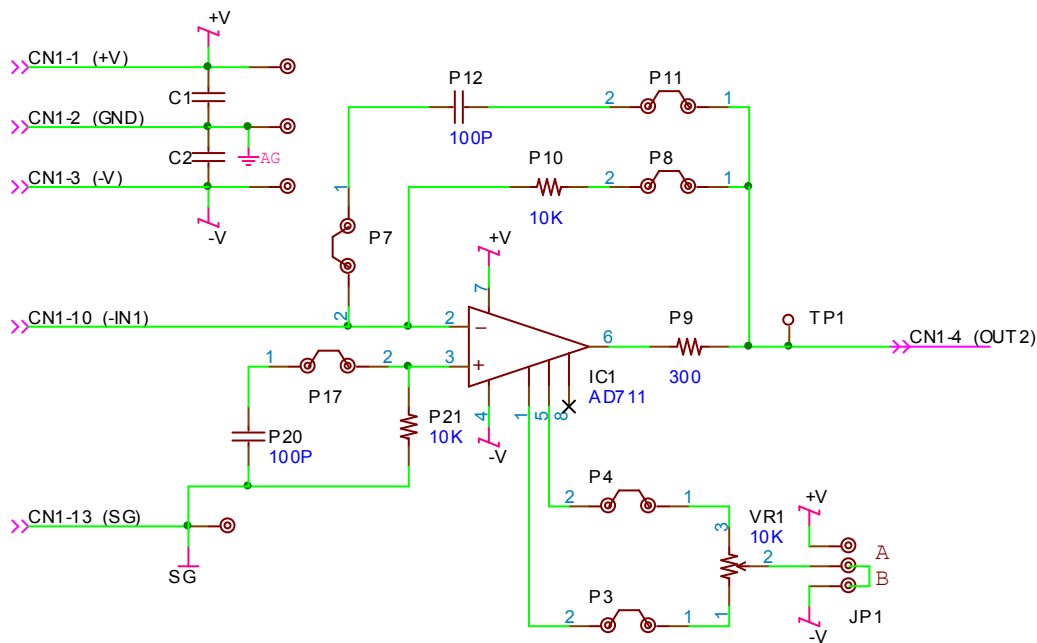 +V
CN1-1 (+V)
C1
CN1-2 (GND)
AG
C2
CN1-3 (-V)
-V
P12
100P
2
P11
1
P10
10K
2
P8
1
1
P7
2
+V
7
CN1-10 (-IN1)
2
3
6
P9
300
TP1
CN1-4 (OUT2)
IC1
AD711
1
5
8
4
-V
1
P17
2
P20
100P
P21
10K
CN1-13 (SG)
SG
2
P4
1
3
VR1
10K
2
1
2
P3
1
+V
A
B
JP1
-V